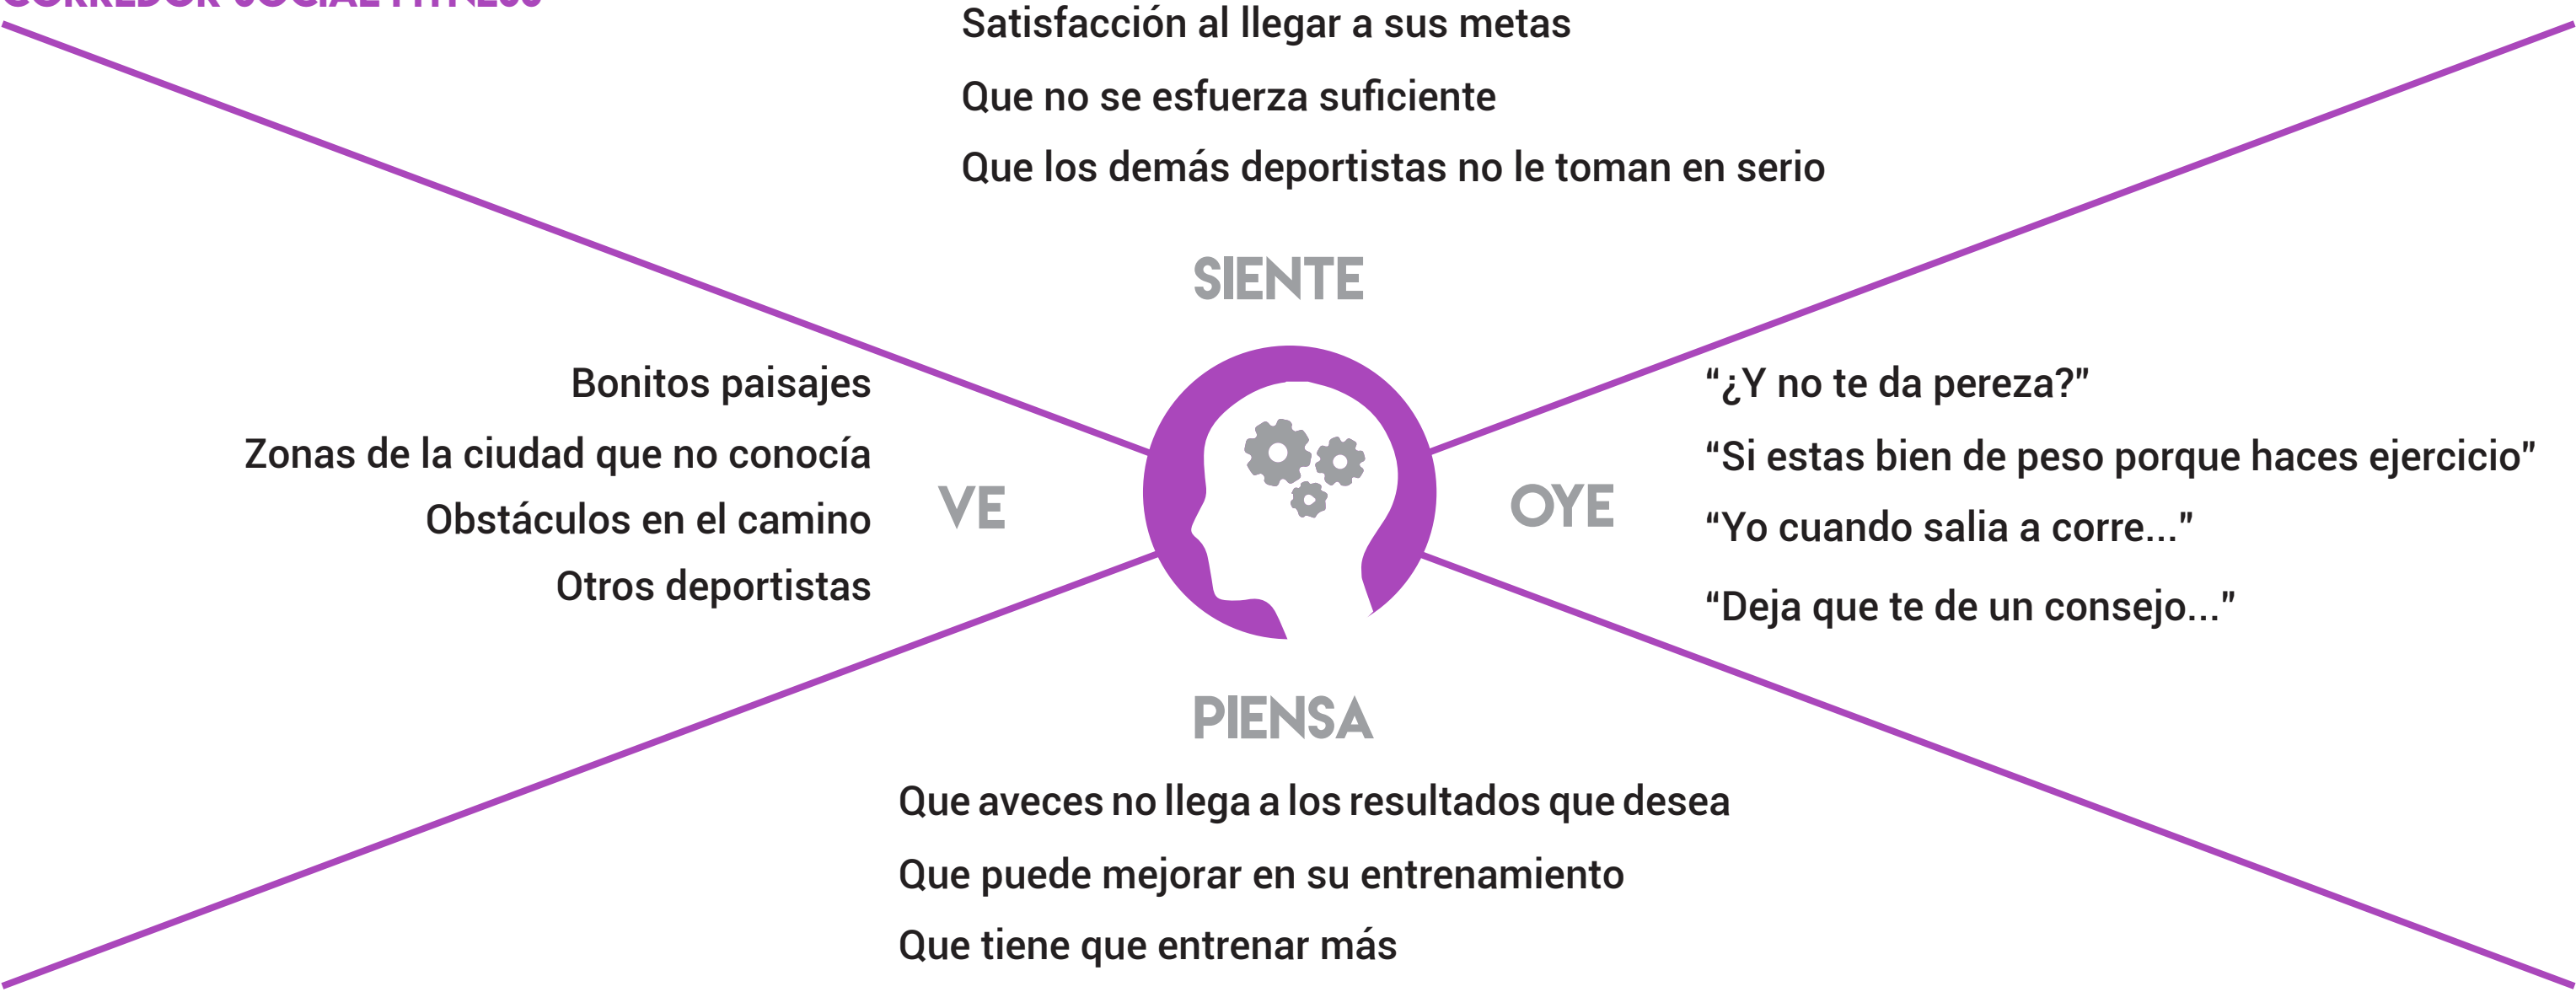 CORREDOR SOCIAL FITNESS
Satisfacción al llegar a sus metas
Que no se esfuerza suficiente
Que los demás deportistas no le toman en serio
SIENTE
Bonitos paisajes
Zonas de la ciudad que no conocía
Obstáculos en el camino
Otros deportistas
VE
OYE
“¿Y no te da pereza?”
“Si estas bien de peso porque haces ejercicio”
“Yo cuando salia a corre...”
“Deja que te de un consejo...”
PIENSA
Que aveces no llega a los resultados que desea
Que puede mejorar en su entrenamiento
Que tiene que entrenar más